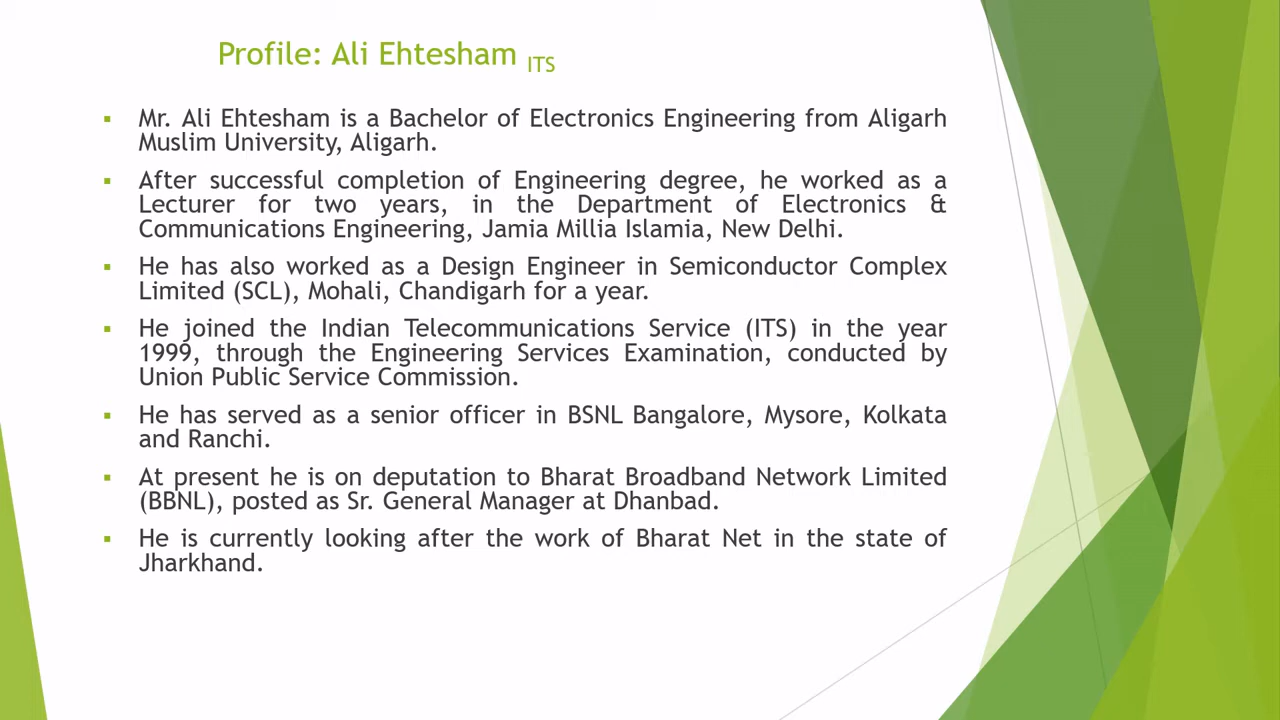 Profile: Ali Ehtesham ITS
▪ Mr. Ali Ehtesham is a Bachelor of Electronics Engineering from Aligarh
Muslim University, Aligarh.
▪ After successful completion of Engineering degree, he worked as a
Lecturer for two years, in the Department of Electronics &
Communications Engineering, Jamia Millia Islamia, New Delhi.
▪ He has also worked as a Design Engineer in Semiconductor Complex
Limited (SCL), Mohali, Chandigarh for a year.
▪ He joined the Indian Telecommunications Service (ITS) in the year
1999, through the Engineering Services Examination, conducted by
Union Public Service Commission.
▪ He has served as a senior officer in BSNL Bangalore, Mysore, Kolkata
and Ranchi.
▪ At present he is on deputation to Bharat Broadband Network Limited
(BBNL), posted as Sr. General Manager at Dhanbad.
▪ He is currently looking after the work of Bharat Net in the state of
Jharkhand.